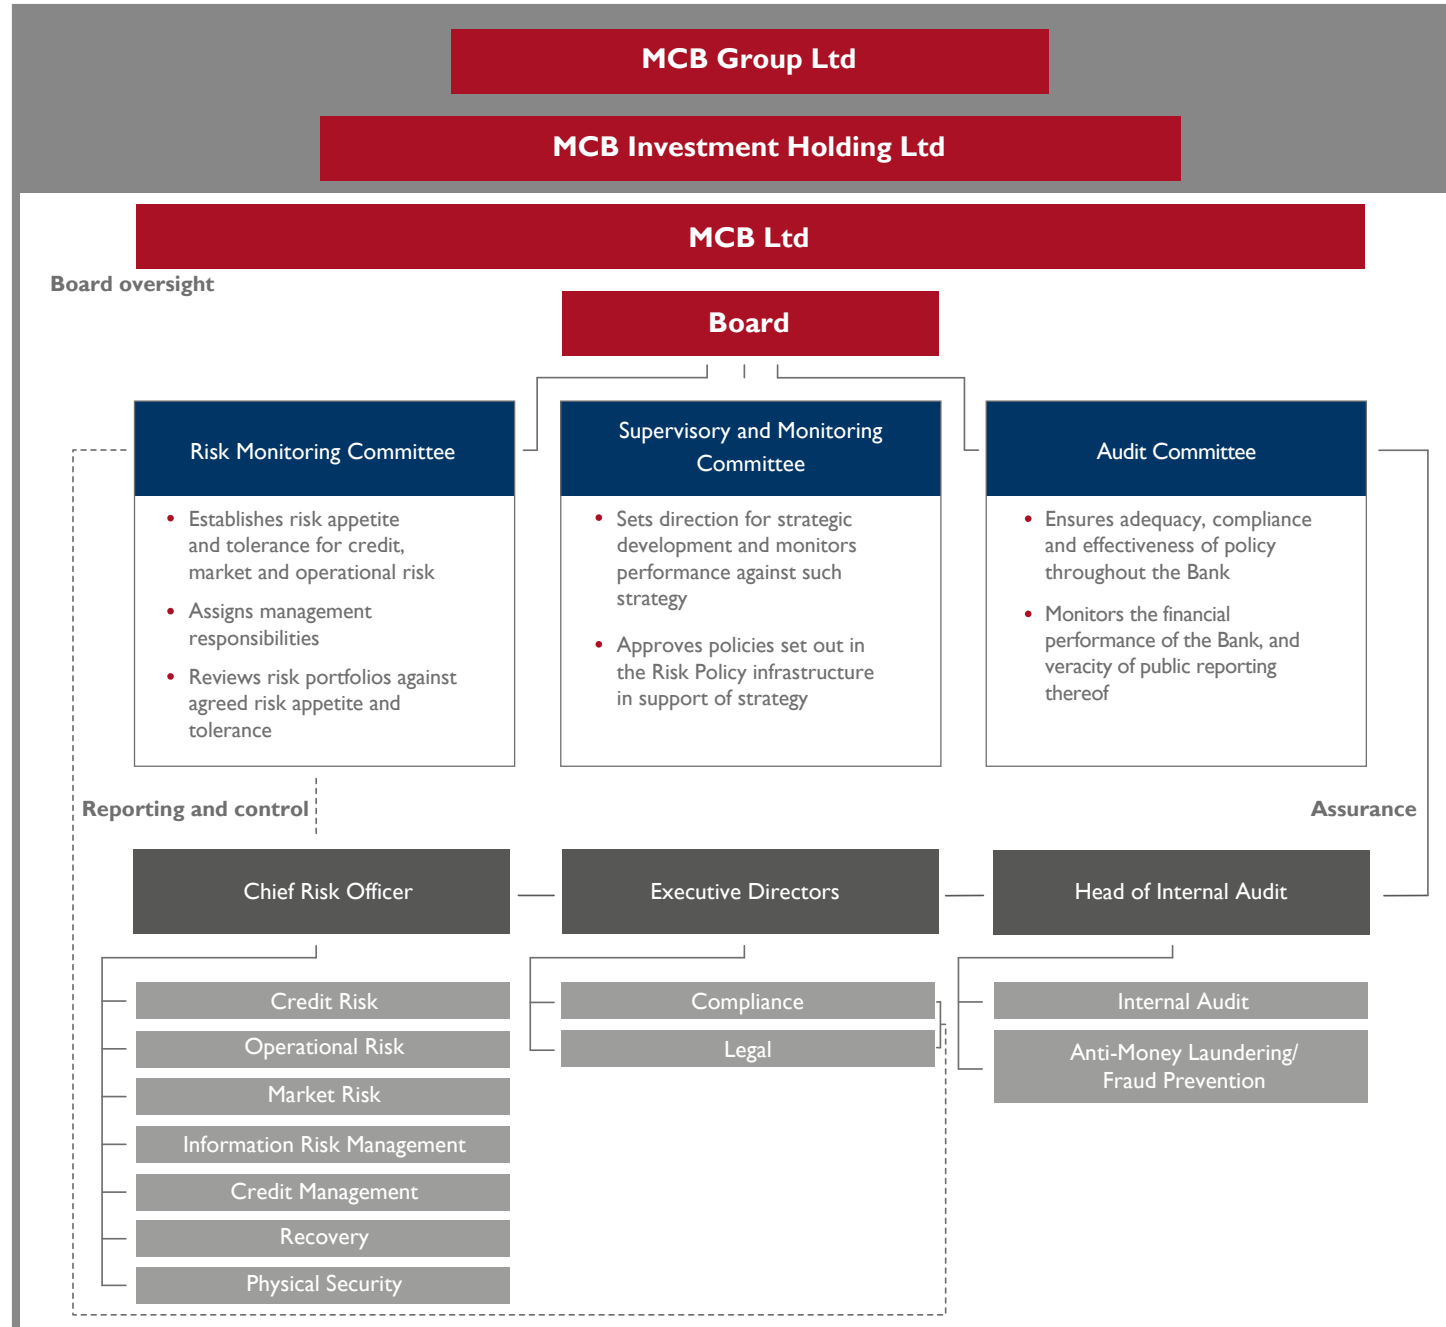 MCB Group Ltd
MCB Investment Holding Ltd
MCB Ltd
Board oversight
Board
Risk Monitoring Committee
• Establishes risk appetite
and tolerance for credit,
market and operational risk
• Assigns management
responsibilities
• Reviews risk portfolios against
agreed risk appetite and
tolerance
Supervisory and Monitoring
Committee
• Sets direction for strategic
development and monitors
performance against such
strategy
• Approves policies set out in
the Risk Policy infrastructure
in support of strategy
Audit Committee
• Ensures adequacy, compliance
and effectiveness of policy
throughout the Bank
• Monitors the financial
performance of the Bank, and
veracity of public reporting
thereof
Reporting and control
Assurance
Chief Risk Officer
Executive Directors
Head of Internal Audit
Credit Risk
Operational Risk
Market Risk
Information Risk Management
Credit Management
Recovery
Physical Security
Compliance
Legal
Internal Audit
Anti-Money Laundering/
Fraud Prevention